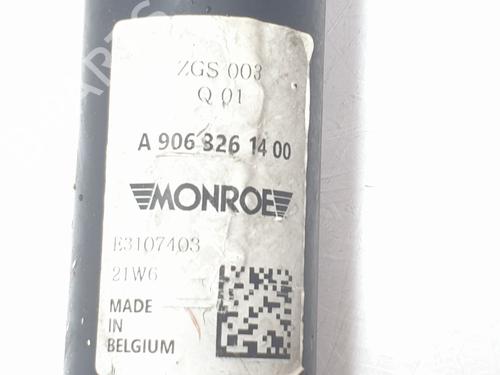 ZGS 003
Q 01
A 906 326 14 00
MONROE
E3107403
21W6
MADE
IN
BELGIUM